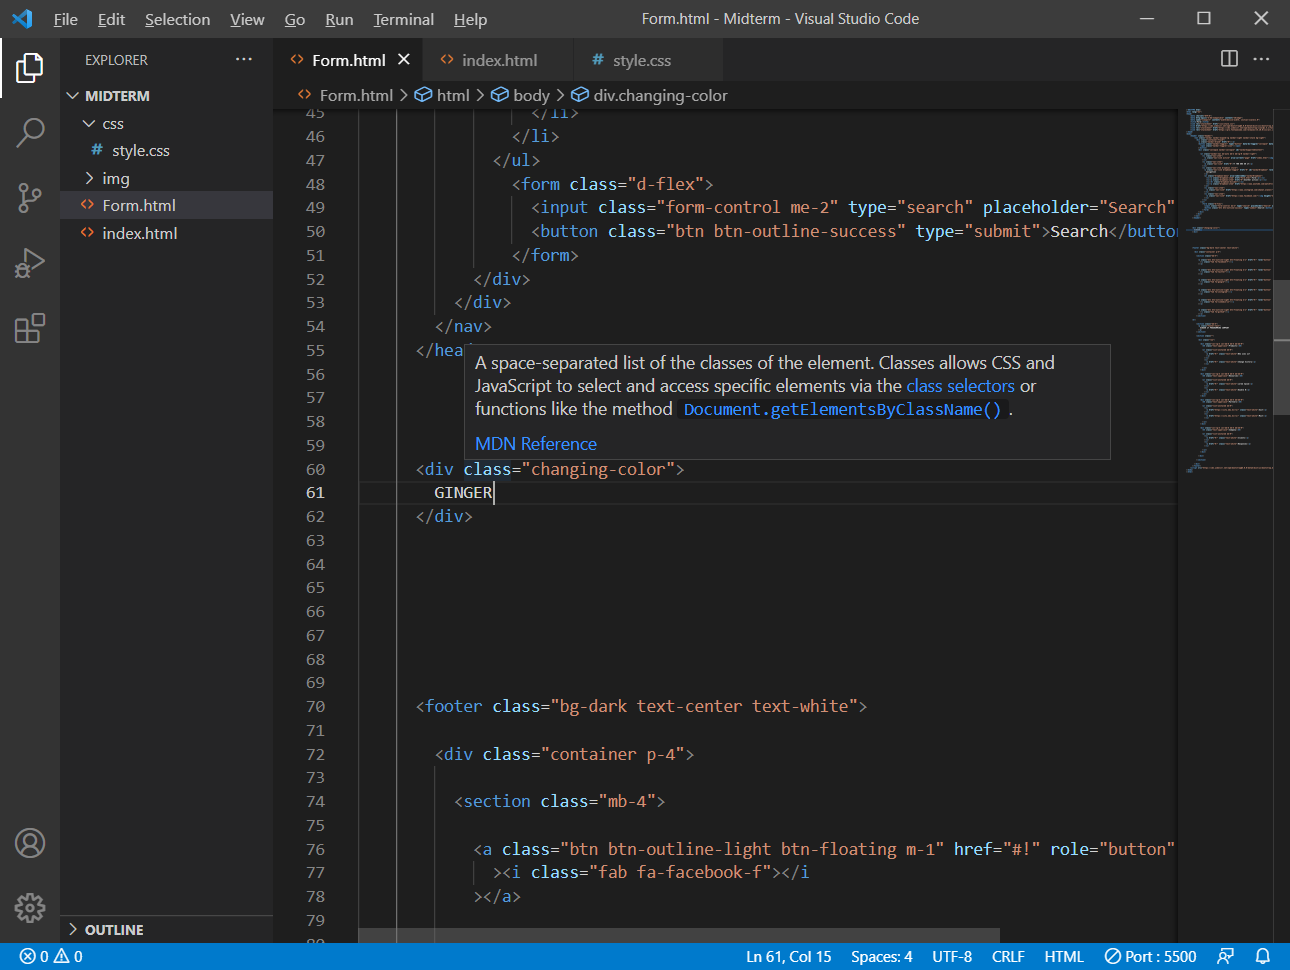 File Edit Selection View Go Run Terminal Help Form.html - Midterm - Visual Studio Code
EXPLORER
Form.html index.html style.css
Form.html > html > body > div.changing-color
MIDTERM
css
style.css
img
Form.html
index.html
OUTLINE
45 </li>
46 </li>
47 </ul>
48 <form class="d-flex">
49 <input class="form-control me-2" type="search" placeholder="Search"
50 <button class="btn btn-outline-success" type="submit">Search</button
51 </form>
52 </div>
53 </div>
54 </nav>
55 </hea
56
57
58
59
A space-separated list of the classes of the element. Classes allows CSS and
JavaScript to select and access specific elements via the class selectors or
functions like the method Document.getElementsByClassName() .
MDN Reference
60 <div class="changing-color">
61 GINGER
62 </div>
63
64
65
66
67
68
69
70 <footer class="bg-dark text-center text-white">
71
72 <div class="container p-4">
73
74 <section class="mb-4">
75
76 <a class="btn btn-outline-light btn-floating m-1" href="#!" role="button"
77 ><i class="fab fa-facebook-f"></i
78 ></a>
79
80
0 0 Ln 61, Col 15 Spaces: 4 UTF-8 CRLF HTML Port : 5500